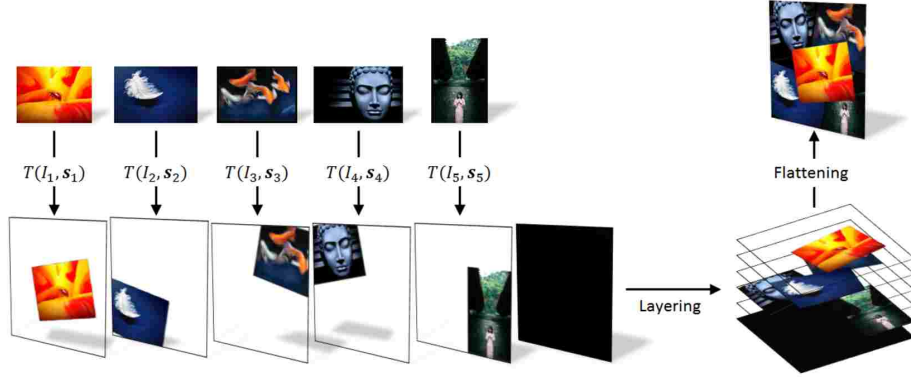 T(I₁, s₁) T(I₂, s₂) T(I₃, s₃) T(I₄, s₄) T(I₅, s₅)
Flattening
Layering